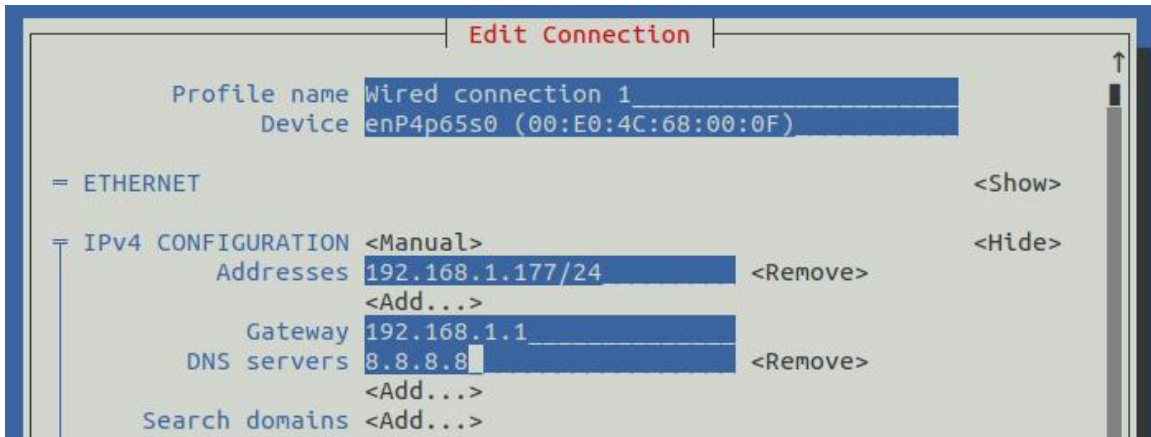 Edit Connection
Profile name Wired connection 1
Device enP4p65s0 (00:E0:4C:68:00:0F)
= ETHERNET <Show>
= IPv4 CONFIGURATION <Manual> <Hide>
Addresses 192.168.1.177/24 <Remove>
<Add...>
Gateway 192.168.1.1
DNS servers 8.8.8.8 <Remove>
<Add...>
Search domains <Add...>